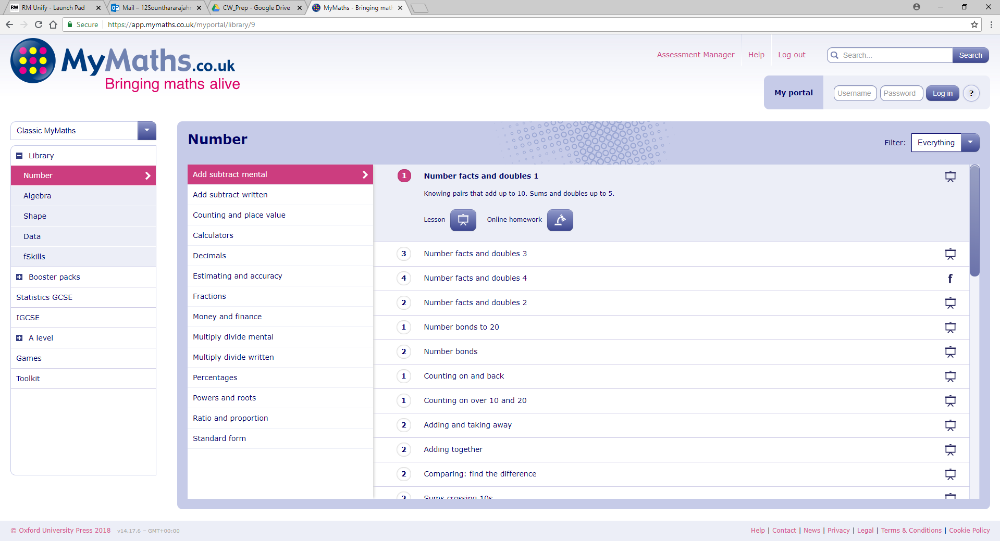 RM RM Unify - Launch Pad
Mail – 12Sounthararajahn
CW_Prep - Google Drive
MyMaths - Bringing math
Secure https://app.mymaths.co.uk/myportal/library/9
MyMaths.co.uk
Bringing maths alive
Assessment Manager Help Log out Search... Search
My portal Username Password Log in ?
Classic MyMaths
Library
Number
Algebra
Shape
Data
fSkills
Booster packs
Statistics GCSE
IGCSE
A level
Games
Toolkit
Number
Filter: Everything
Add subtract mental
Add subtract written
Counting and place value
Calculators
Decimals
Estimating and accuracy
Fractions
Money and finance
Multiply divide mental
Multiply divide written
Percentages
Powers and roots
Ratio and proportion
Standard form
1 Number facts and doubles 1
Knowing pairs that add up to 10. Sums and doubles up to 5.
Lesson Online homework
3 Number facts and doubles 3
4 Number facts and doubles 4 f
2 Number facts and doubles 2
1 Number bonds to 20
2 Number bonds
1 Counting on and back
1 Counting on over 10 and 20
2 Adding and taking away
2 Adding together
2 Comparing: find the difference
2 Sums crossing 10s
© Oxford University Press 2018 v14.17.6 – GMT+00:00
Help | Contact | News | Privacy | Legal | Terms & Conditions | Cookie Policy